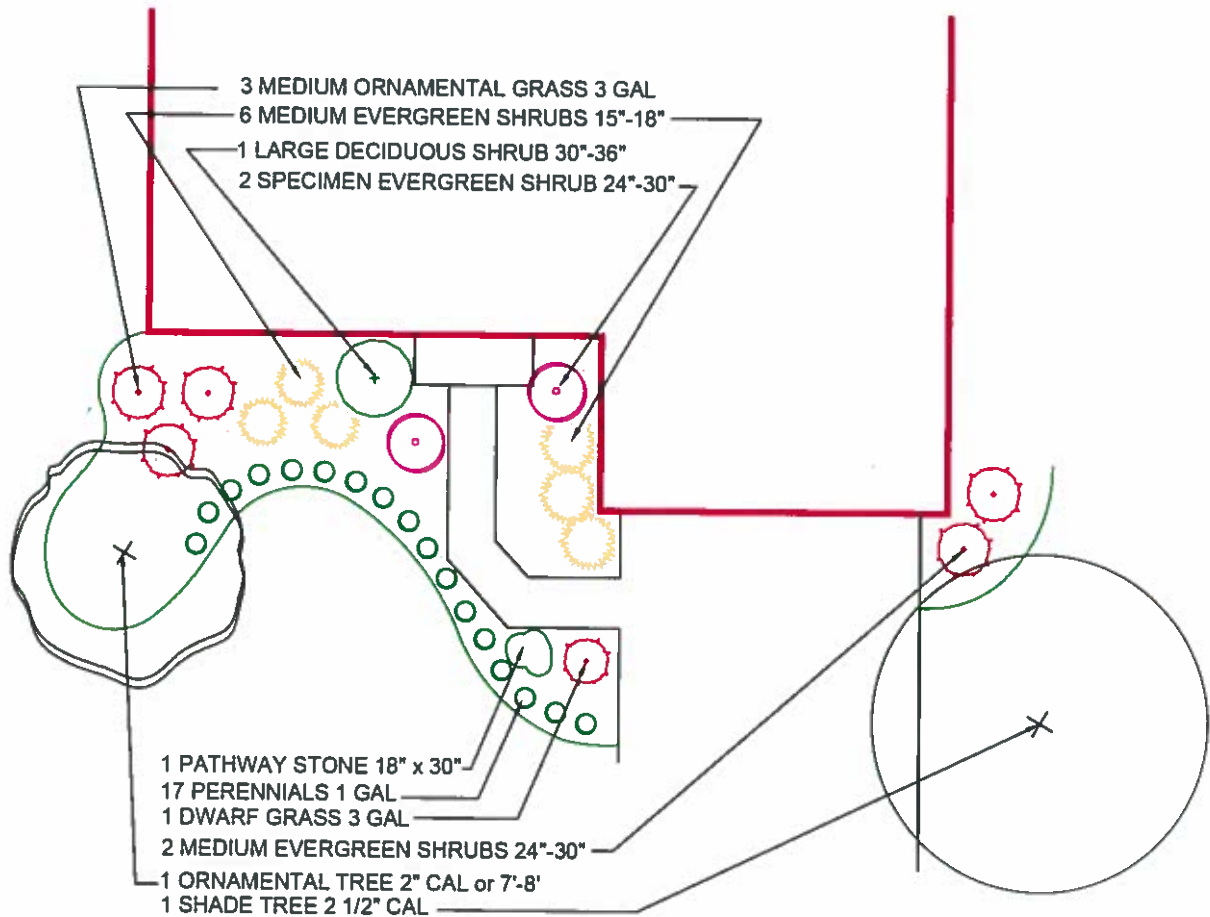 3 MEDIUM ORNAMENTAL GRASS 3 GAL
6 MEDIUM EVERGREEN SHRUBS 15"-18"
1 LARGE DECIDUOUS SHRUB 30"-36"
2 SPECIMEN EVERGREEN SHRUB 24"-30"
1 PATHWAY STONE 18" x 30"
17 PERENNIALS 1 GAL
1 DWARF GRASS 3 GAL
2 MEDIUM EVERGREEN SHRUBS 24"-30"
1 ORNAMENTAL TREE 2" CAL or 7'-8'
1 SHADE TREE 2 1/2" CAL